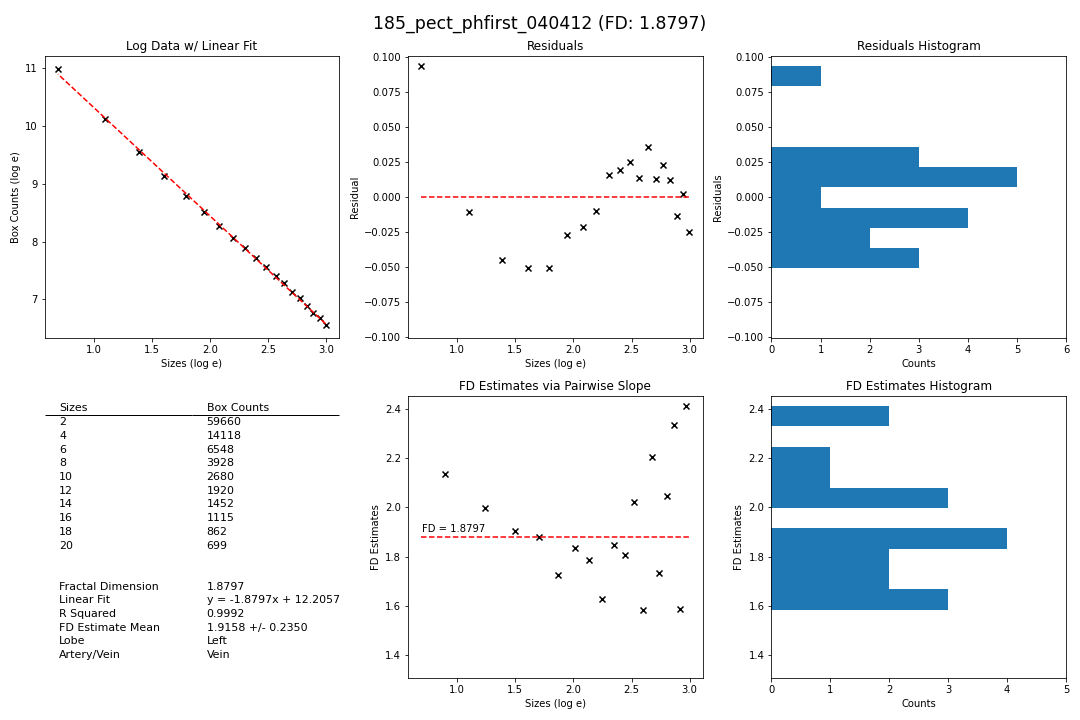 185_pect_phfirst_040412 (FD: 1.8797)
Log Data w/ Linear Fit
Box Counts (log e)
11
10
9
8
7
1.0 1.5 2.0 2.5 3.0
Sizes (log e)
Residuals
Residual
0.100
0.075
0.050
0.025
0.000
−0.025
−0.050
−0.075
−0.100
1.0 1.5 2.0 2.5 3.0
Sizes (log e)
Residuals Histogram
Residuals
0.100
0.075
0.050
0.025
0.000
−0.025
−0.050
−0.075
−0.100
0 1 2 3 4 5 6
Counts
Sizes Box Counts
2 59660
4 14118
6 6548
8 3928
10 2680
12 1920
14 1452
16 1115
18 862
20 699
Fractal Dimension 1.8797
Linear Fit y = -1.8797x + 12.2057
R Squared 0.9992
FD Estimate Mean 1.9158 +/- 0.2350
Lobe Left
Artery/Vein Vein
FD Estimates via Pairwise Slope
FD Estimates
2.4
2.2
2.0
1.8
1.6
1.4
FD = 1.8797
1.0 1.5 2.0 2.5 3.0
Sizes (log e)
FD Estimates Histogram
FD Estimates
2.4
2.2
2.0
1.8
1.6
1.4
0 1 2 3 4 5
Counts